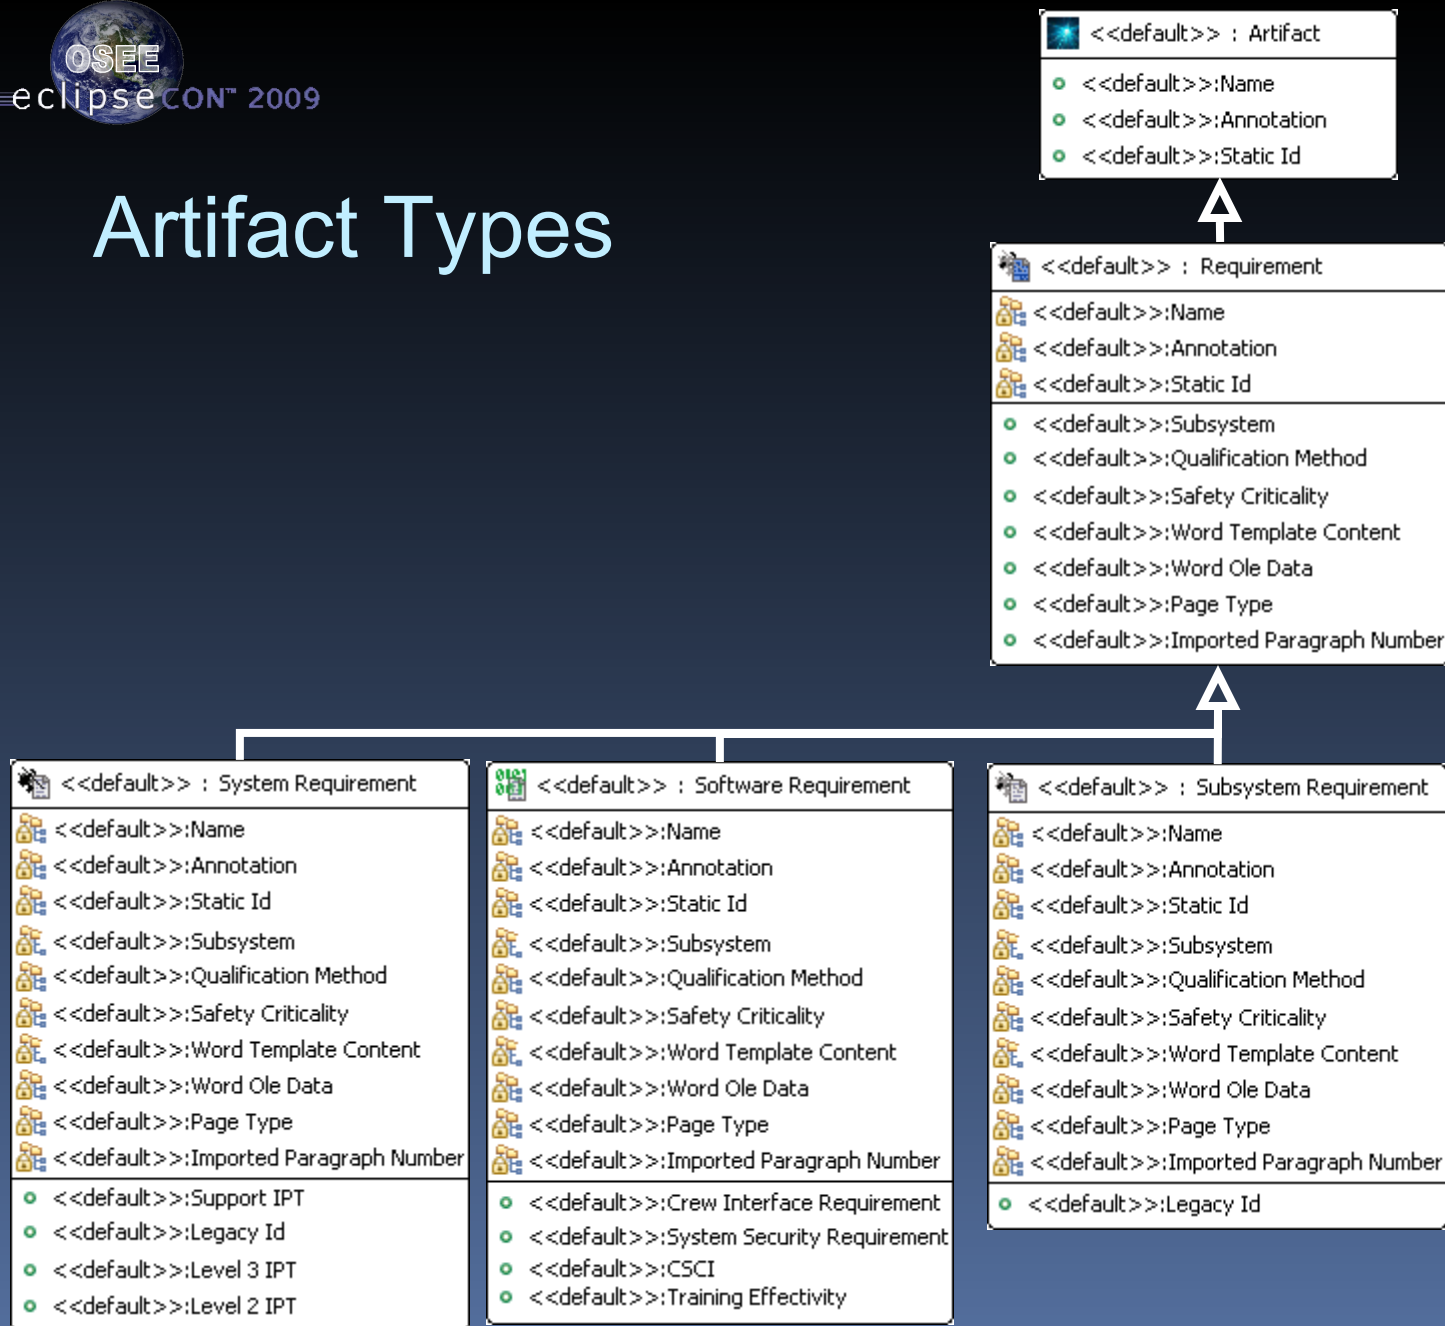 OSEE
eclipsecon™ 2009
Artifact Types
<<default>> : Artifact
<<default>>:Name
<<default>>:Annotation
<<default>>:Static Id
<<default>> : Requirement
<<default>>:Name
<<default>>:Annotation
<<default>>:Static Id
<<default>>:Subsystem
<<default>>:Qualification Method
<<default>>:Safety Criticality
<<default>>:Word Template Content
<<default>>:Word Ole Data
<<default>>:Page Type
<<default>>:Imported Paragraph Number
<<default>> : System Requirement
<<default>>:Name
<<default>>:Annotation
<<default>>:Static Id
<<default>>:Subsystem
<<default>>:Qualification Method
<<default>>:Safety Criticality
<<default>>:Word Template Content
<<default>>:Word Ole Data
<<default>>:Page Type
<<default>>:Imported Paragraph Number
<<default>>:Support IPT
<<default>>:Legacy Id
<<default>>:Level 3 IPT
<<default>>:Level 2 IPT
<<default>> : Software Requirement
<<default>>:Name
<<default>>:Annotation
<<default>>:Static Id
<<default>>:Subsystem
<<default>>:Qualification Method
<<default>>:Safety Criticality
<<default>>:Word Template Content
<<default>>:Word Ole Data
<<default>>:Page Type
<<default>>:Imported Paragraph Number
<<default>>:Crew Interface Requirement
<<default>>:System Security Requirement
<<default>>:CSCI
<<default>>:Training Effectivity
<<default>> : Subsystem Requirement
<<default>>:Name
<<default>>:Annotation
<<default>>:Static Id
<<default>>:Subsystem
<<default>>:Qualification Method
<<default>>:Safety Criticality
<<default>>:Word Template Content
<<default>>:Word Ole Data
<<default>>:Page Type
<<default>>:Imported Paragraph Number
<<default>>:Legacy Id